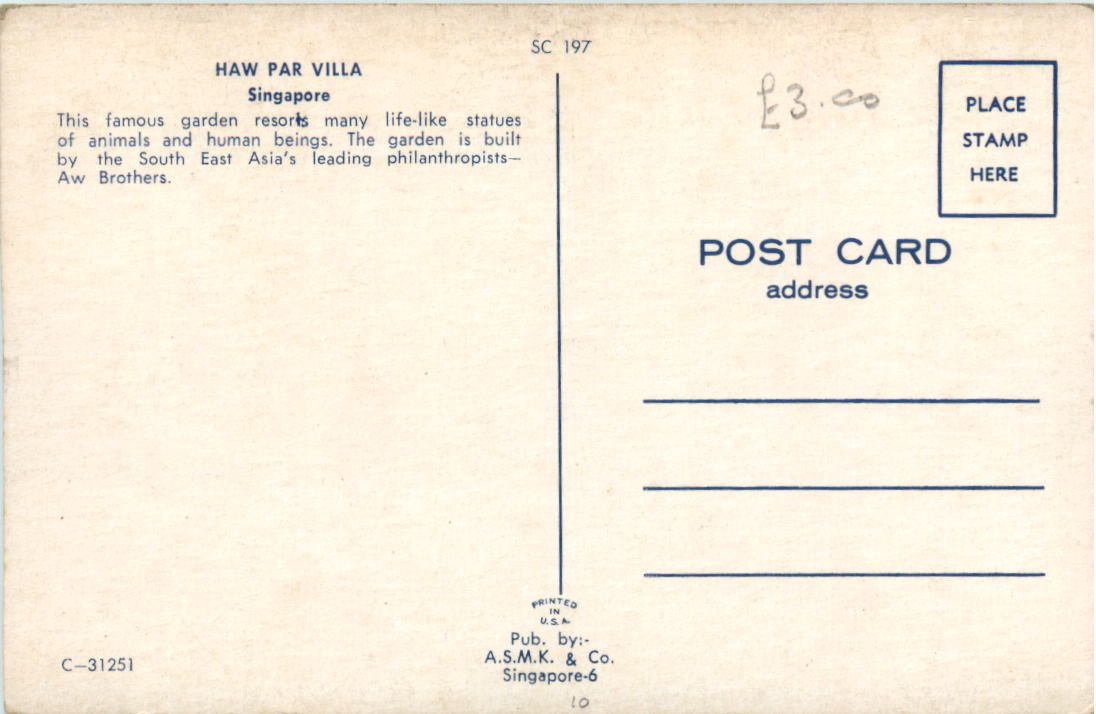 SC 197
HAW PAR VILLA
Singapore
This famous garden resorts many life-like statues
of animals and human beings. The garden is built
by the South East Asia's leading philanthropists—
Aw Brothers.
£3.00
PLACE
STAMP
HERE
POST CARD
address
PRINTED
IN
U.S.A.
Pub. by:-
A.S.M.K. & Co.
Singapore-6
C—31251
10